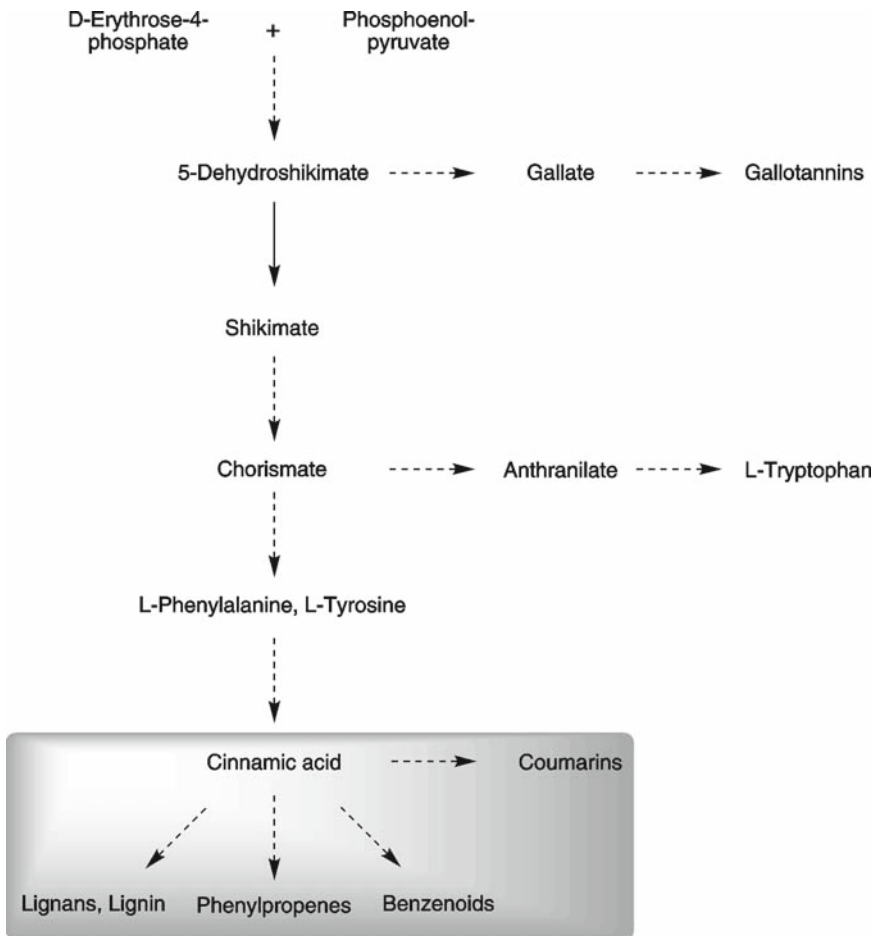 D-Erythrose-4-
phosphate
+
Phosphoenol-
pyruvate
5-Dehydroshikimate
Gallate
Gallotannins
Shikimate
Chorismate
Anthranilate
L-Tryptophan
L-Phenylalanine, L-Tyrosine
Cinnamic acid
Coumarins
Lignans, Lignin
Phenylpropenes
Benzenoids